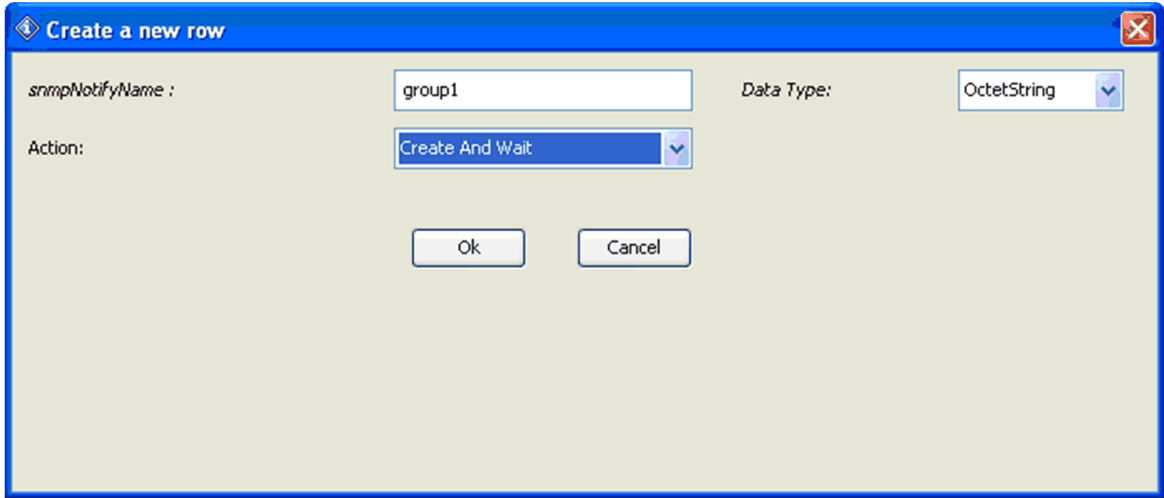 Create a new row
snmpNotifyName : group1 Data Type: OctetString
Action: Create And Wait
Ok Cancel